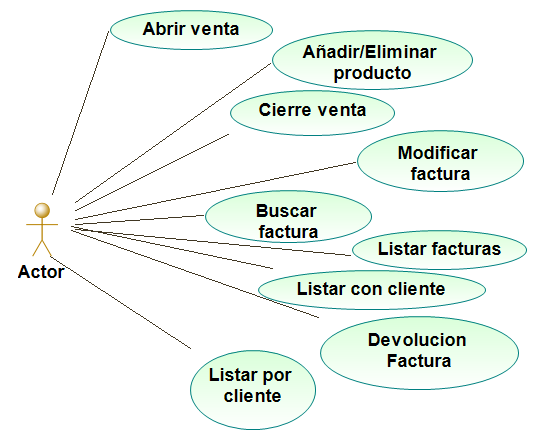 Abrir venta
Añadir/Eliminar
producto
Cierre venta
Modificar
factura
Buscar
factura
Listar facturas
Actor
Listar con cliente
Devolucion
Factura
Listar por
cliente